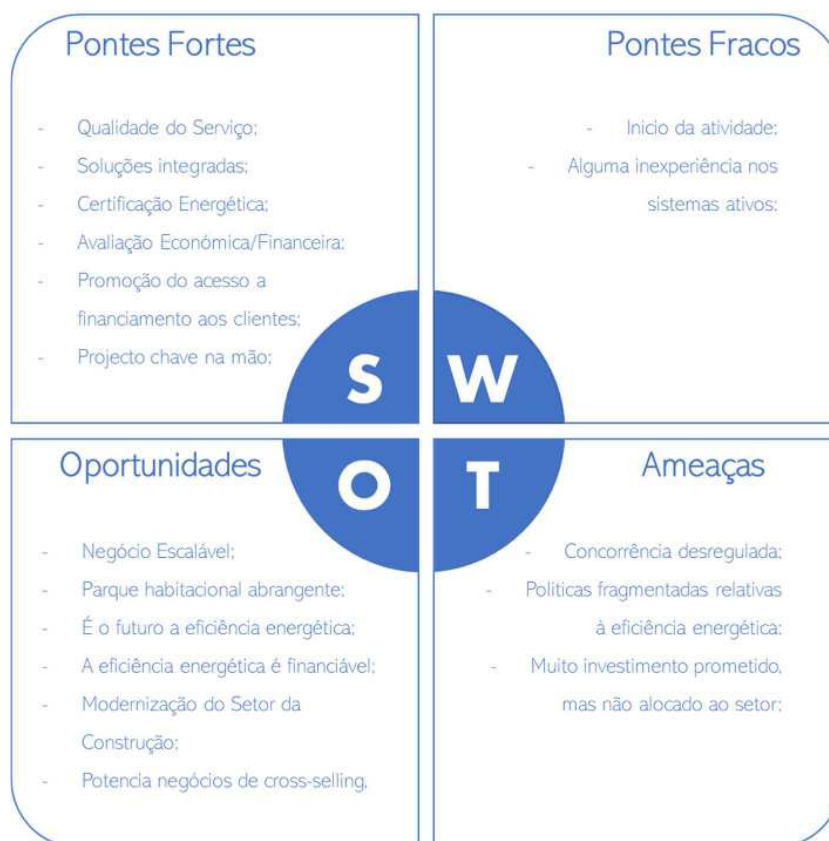 Pontes Fortes
- Qualidade do Serviço;
- Soluções integradas;
- Certificação Energética;
- Avaliação Económica/Financeira;
- Promoção do acesso a
financiamento aos clientes;
- Projecto chave na mão;
S
Pontes Fracos
- Inicio da atividade;
- Alguma inexperiência nos
sistemas ativos;
W
Oportunidades
O
- Negócio Escalável;
- Parque habitacional abrangente;
- É o futuro a eficiência energética;
- A eficiência energética é financiável;
- Modernização do Setor da
Construção;
- Potencia negócios de cross-selling.
Ameaças
T
- Concorrência desregulada;
- Politicas fragmentadas relativas
à eficiência energética;
- Muito investimento prometido,
mas não alocado ao setor;